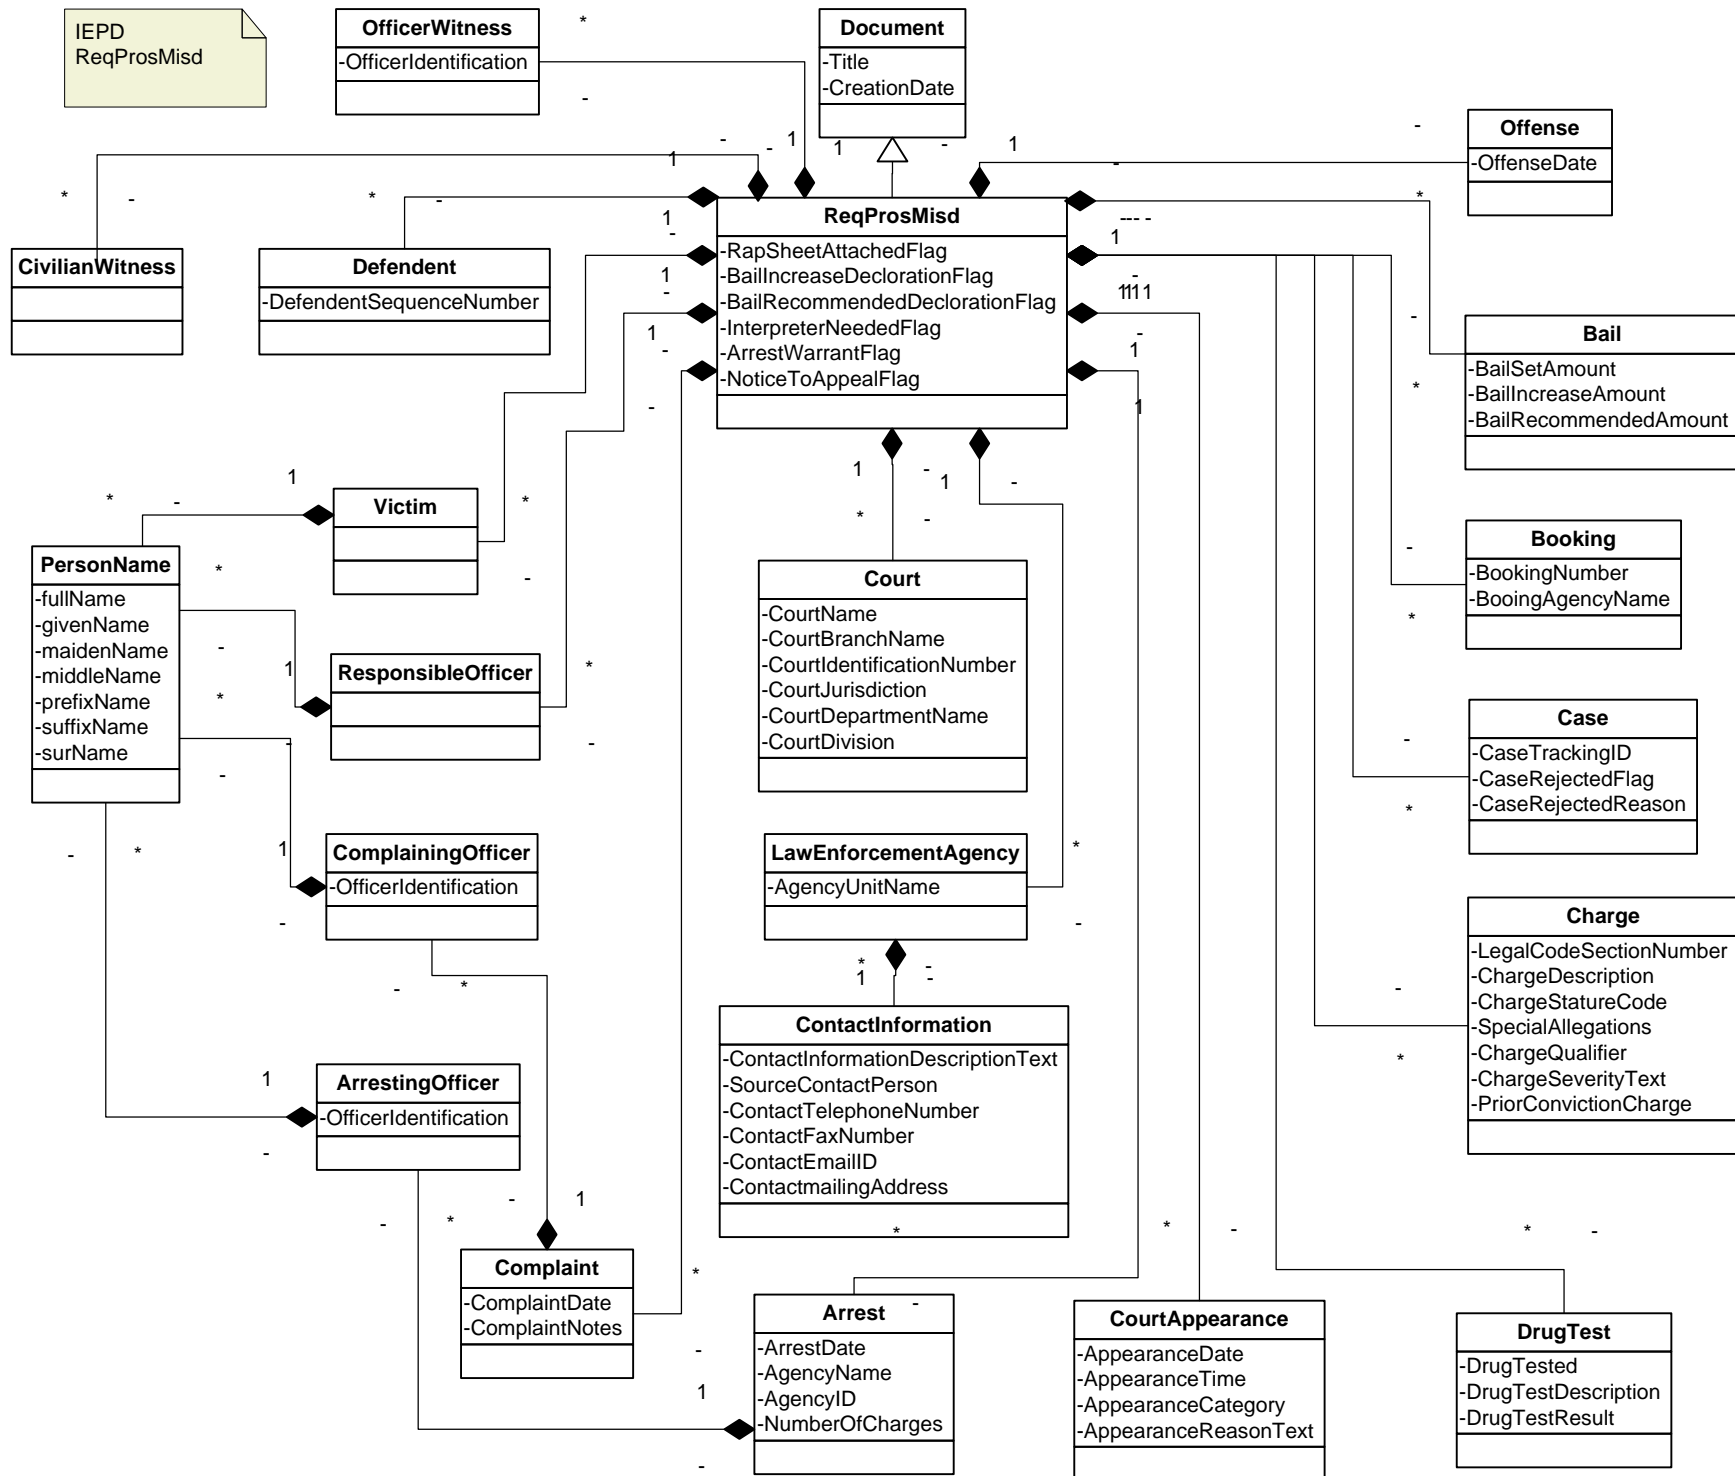 IEPD
ReqProsMisd
OfficerWitness
-OfficerIdentification
Document
-Title
-CreationDate
Offense
-OffenseDate
CivilianWitness
Defendent
-DefendentSequenceNumber
ReqProsMisd
-RapSheetAttachedFlag
-BailIncreaseDeclorationFlag
-BailRecommendedDeclorationFlag
-InterpreterNeededFlag
-ArrestWarrantFlag
-NoticeToAppealFlag
Bail
-BailSetAmount
-BailIncreaseAmount
-BailRecommendedAmount
Victim
PersonName
-fullName
-givenName
-maidenName
-middleName
-prefixName
-suffixName
-surName
ResponsibleOfficer
Court
-CourtName
-CourtBranchName
-CourtIdentificationNumber
-CourtJurisdiction
-CourtDepartmentName
-CourtDivision
Booking
-BookingNumber
-BooingAgencyName
Case
-CaseTrackingID
-CaseRejectedFlag
-CaseRejectedReason
ComplainingOfficer
-OfficerIdentification
LawEnforcementAgency
-AgencyUnitName
Charge
-LegalCodeSectionNumber
-ChargeDescription
-ChargeStatureCode
-SpecialAllegations
-ChargeQualifier
-ChargeSeverityText
-PriorConvictionCharge
ContactInformation
-ContactInformationDescriptionText
-SourceContactPerson
-ContactTelephoneNumber
-ContactFaxNumber
-ContactEmailID
-ContactmailingAddress
ArrestingOfficer
-OfficerIdentification
Complaint
-ComplaintDate
-ComplaintNotes
Arrest
-ArrestDate
-AgencyName
-AgencyID
-NumberOfCharges
CourtAppearance
-AppearanceDate
-AppearanceTime
-AppearanceCategory
-AppearanceReasonText
DrugTest
-DrugTested
-DrugTestDescription
-DrugTestResult